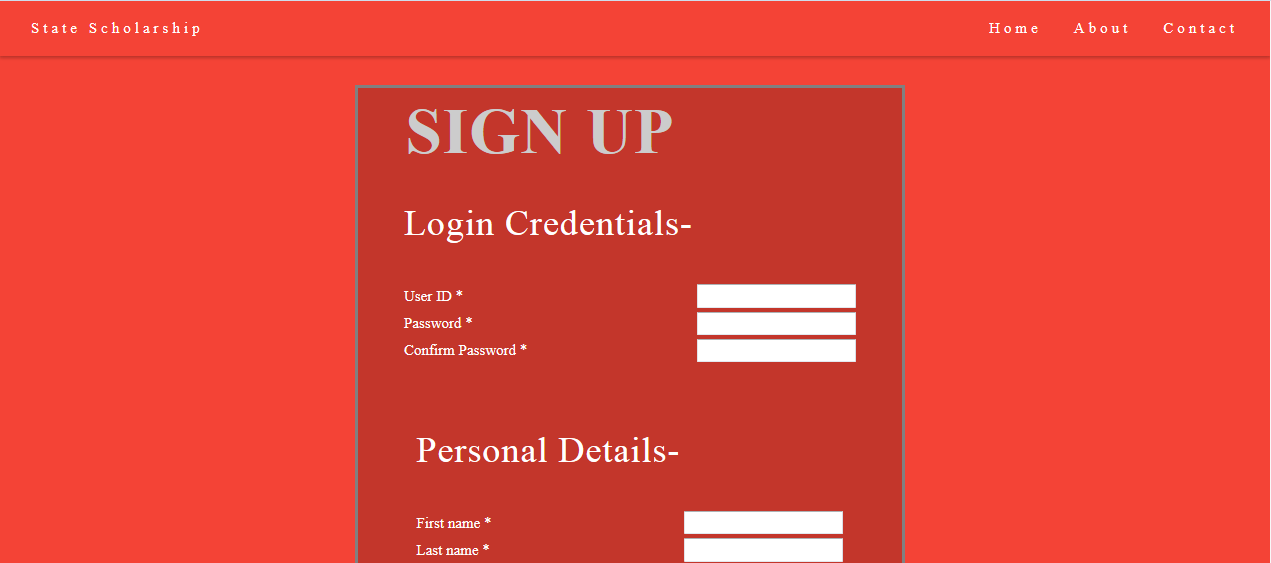 State Scholarship Home About Contact
SIGN UP
Login Credentials-
User ID *
Password *
Confirm Password *
Personal Details-
First name *
Last name *